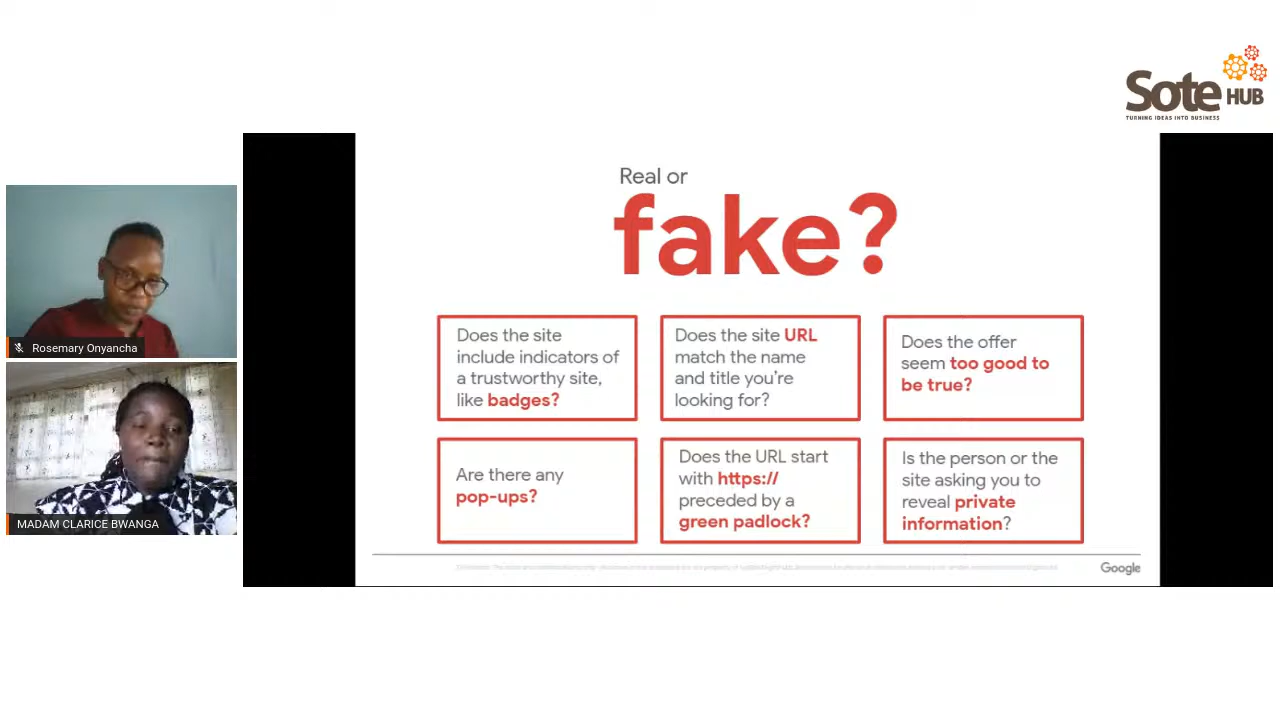 Sote HUB
TURNING IDEAS INTO BUSINESS
Real or
fake?
Does the site
include indicators of
a trustworthy site,
like badges?
Does the site URL
match the name
and title you're
looking for?
Does the offer
seem too good to
be true?
Are there any
pop-ups?
Does the URL start
with https://
preceded by a
green padlock?
Is the person or the
site asking you to
reveal private
information?
Google
Rosemary Onyancha
MADAM CLARICE BWANGA